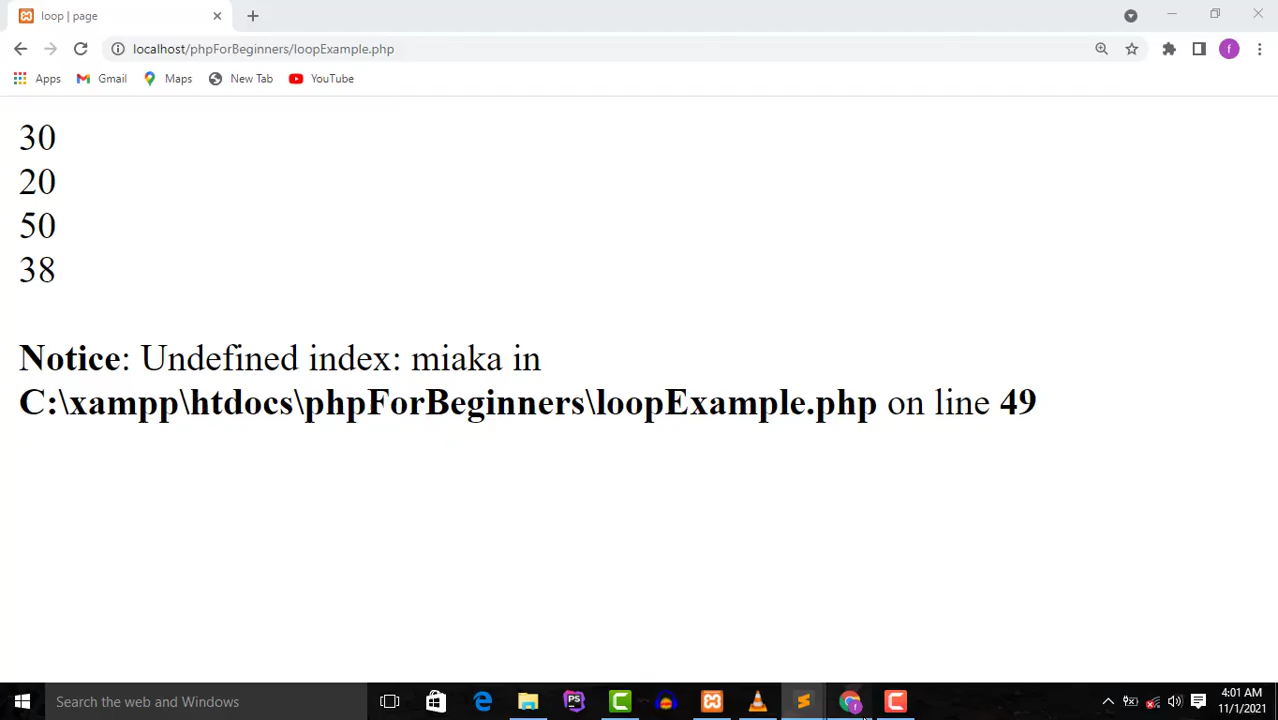 loop | page
localhost/phpForBeginners/loopExample.php
f
Apps Gmail Maps New Tab YouTube
30
20
50
38
Notice: Undefined index: miaka in
C:\xampp\htdocs\phpForBeginners\loopExample.php on line 49
Search the web and Windows
PS
4:01 AM
11/1/2021